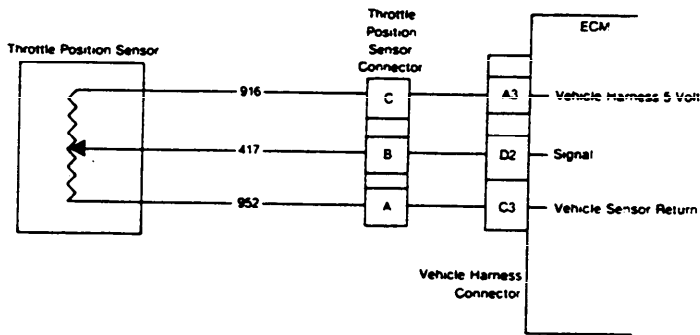 Throttle Position Sensor
916
417
952
Throttle
Position
Sensor
Connector
C
B
A
ECM
A3
D2
C3
Vehicle Harness 5 Volt
Signal
Vehicle Sensor Return
Vehicle Harness
Connector